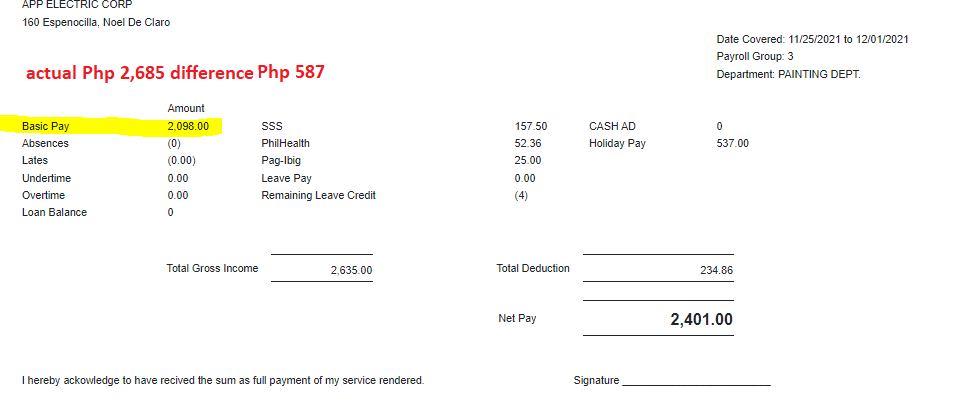 APP ELECTRIC CORP
160 Espenocilla, Noel De Claro
Date Covered: 11/25/2021 to 12/01/2021
Payroll Group: 3
Department: PAINTING DEPT.
actual Php 2,685 difference Php 587
Amount
Basic Pay 2,098.00 SSS 157.50 CASH AD 0
Absences (0) PhilHealth 52.36 Holiday Pay 537.00
Lates (0.00) Pag-Ibig 25.00
Undertime 0.00 Leave Pay 0.00
Overtime 0.00 Remaining Leave Credit (4)
Loan Balance 0
Total Gross Income 2,635.00 Total Deduction 234.86
Net Pay 2,401.00
I hereby ackowledge to have recived the sum as full payment of my service rendered. Signature